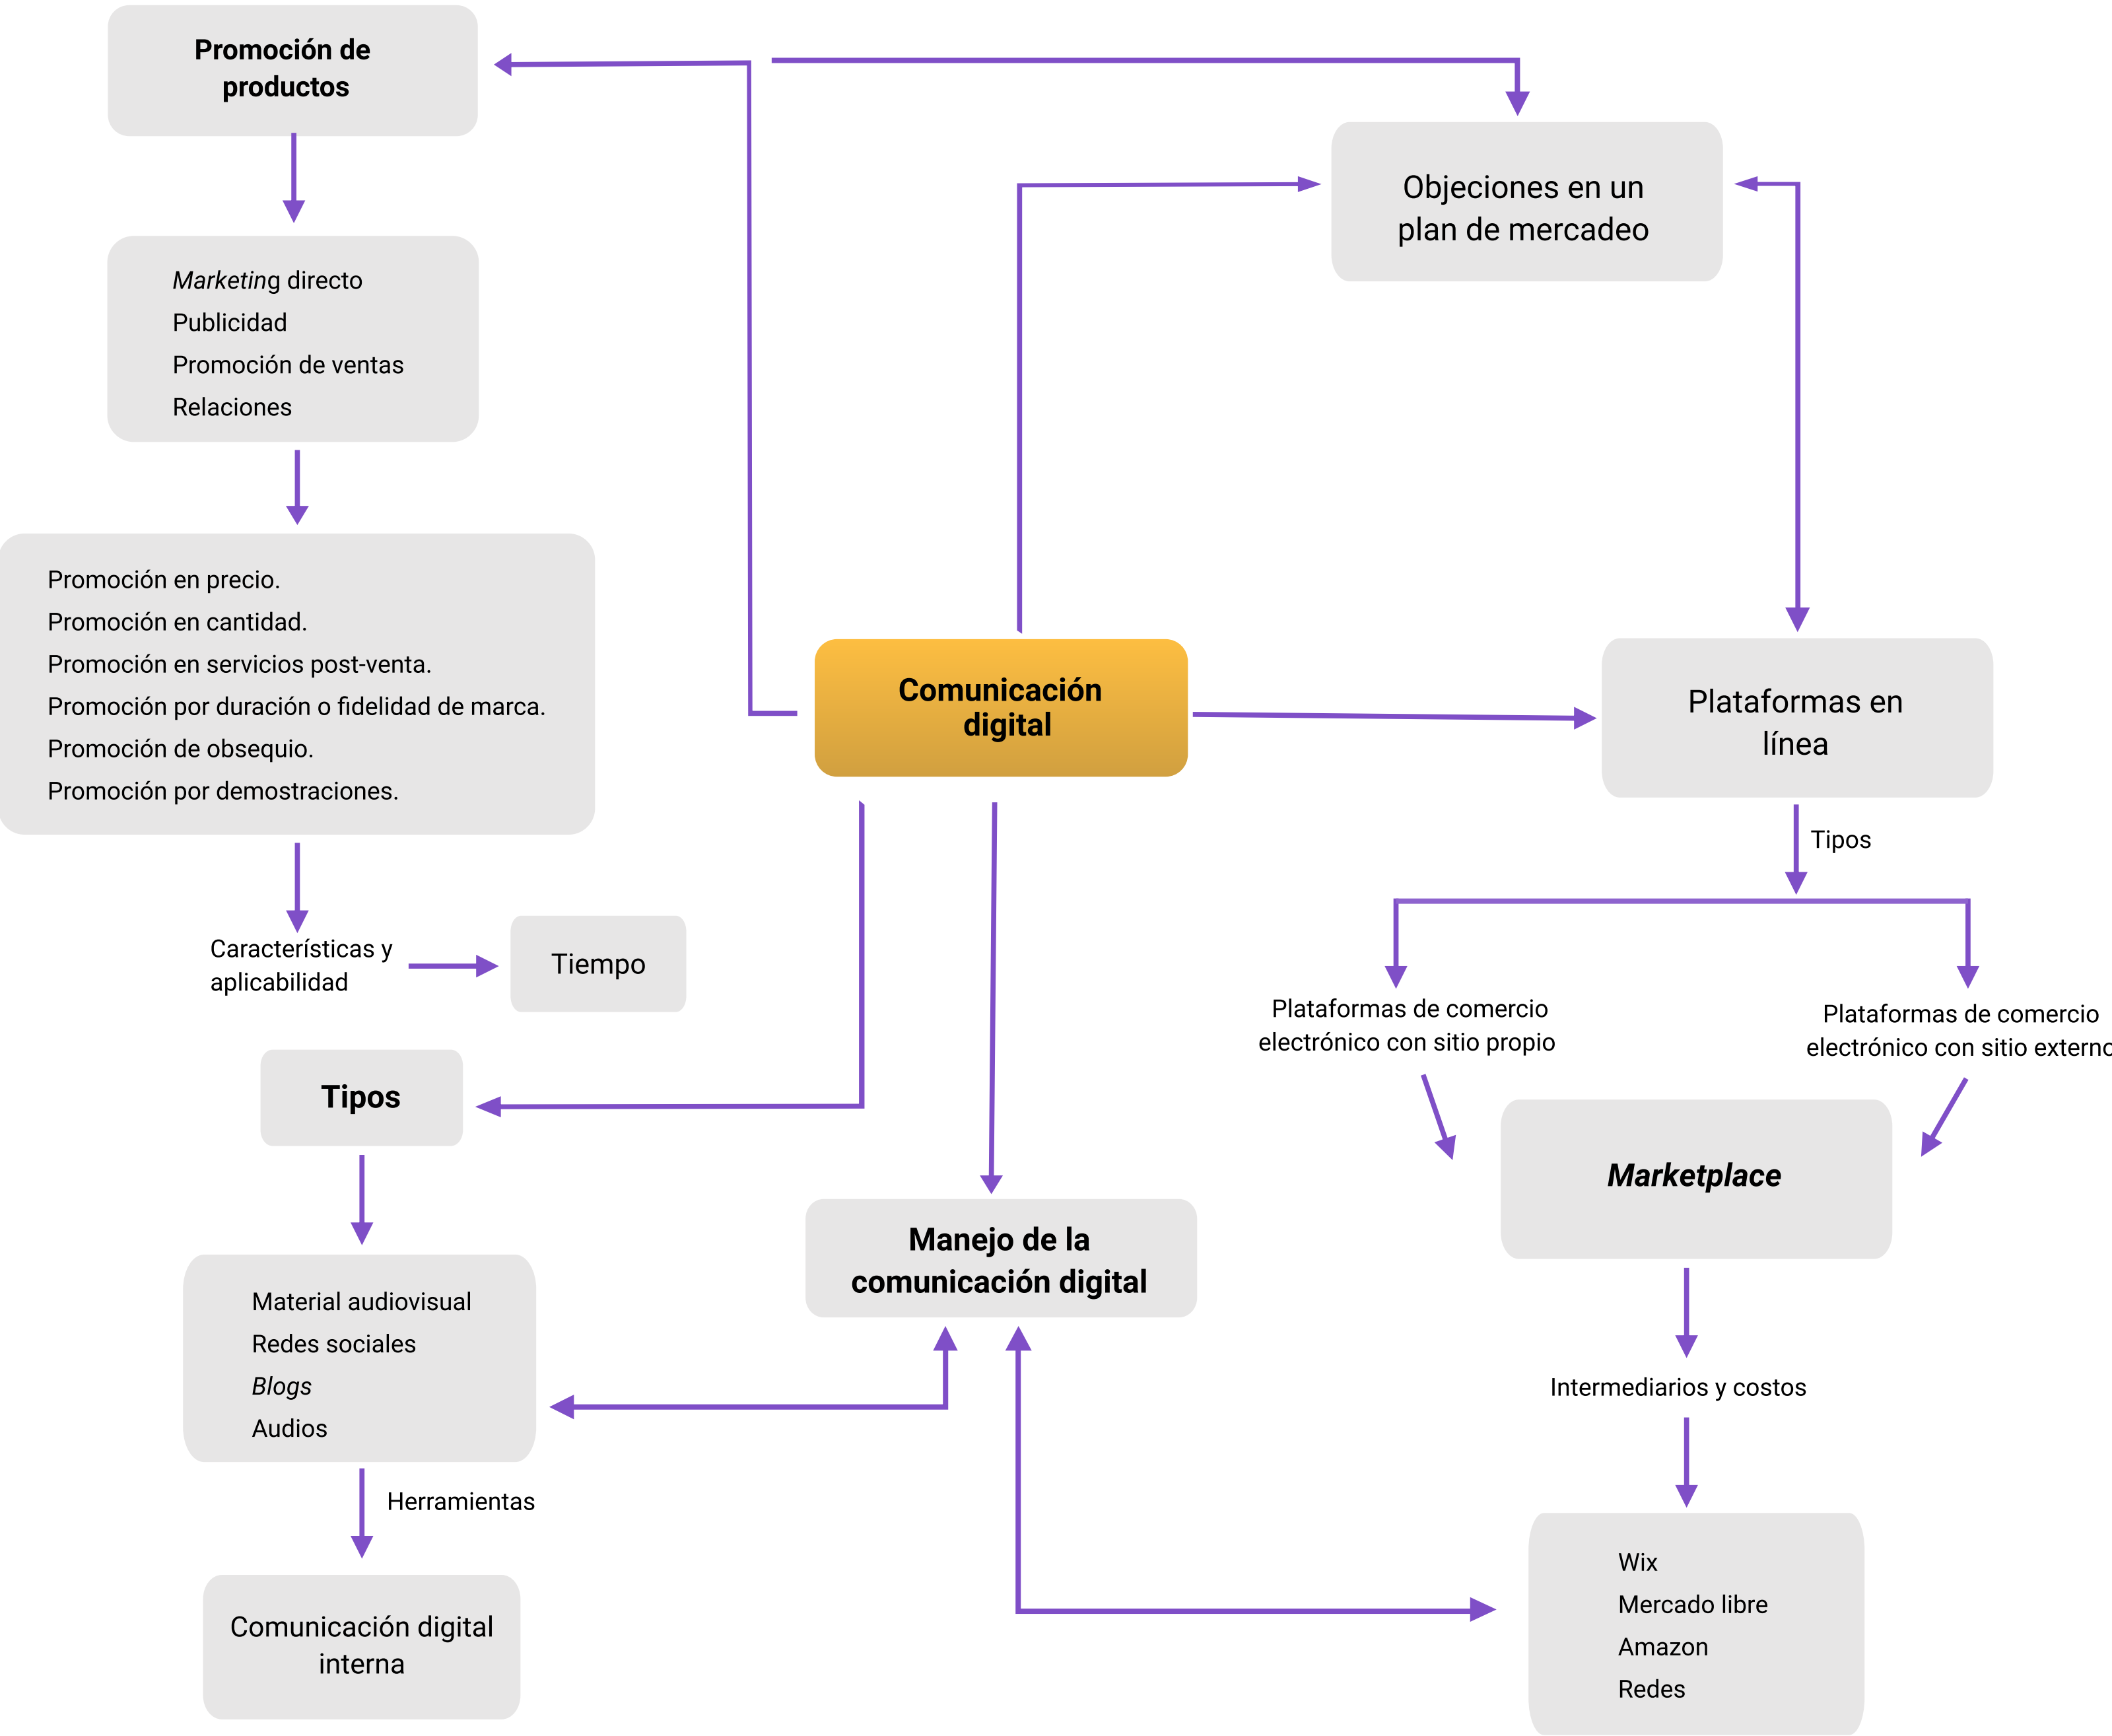 Promoción de
productos
Marketing directo
Publicidad
Promoción de ventas
Relaciones
Promoción en precio.
Promoción en cantidad.
Promoción en servicios post-venta.
Promoción por duración o fidelidad de marca.
Promoción de obsequio.
Promoción por demostraciones.
Características y
aplicabilidad
Tiempo
Tipos
Material audiovisual
Redes sociales
Blogs
Audios
Herramientas
Comunicación digital
interna
Comunicación
digital
Manejo de la
comunicación digital
Objeciones en un
plan de mercadeo
Plataformas en
línea
Tipos
Plataformas de comercio
electrónico con sitio propio
Plataformas de comercio
electrónico con sitio externo
Marketplace
Intermediarios y costos
Wix
Mercado libre
Amazon
Redes